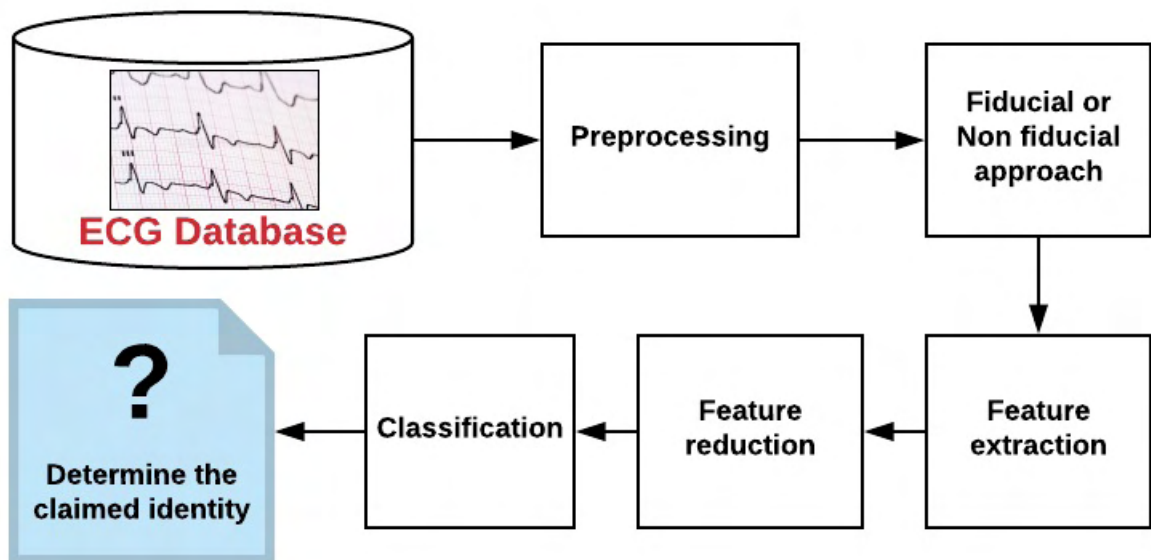 ECG Database
Preprocessing
Fiducial or
Non fiducial
approach
Feature
extraction
Feature
reduction
Classification
?
Determine the
claimed identity